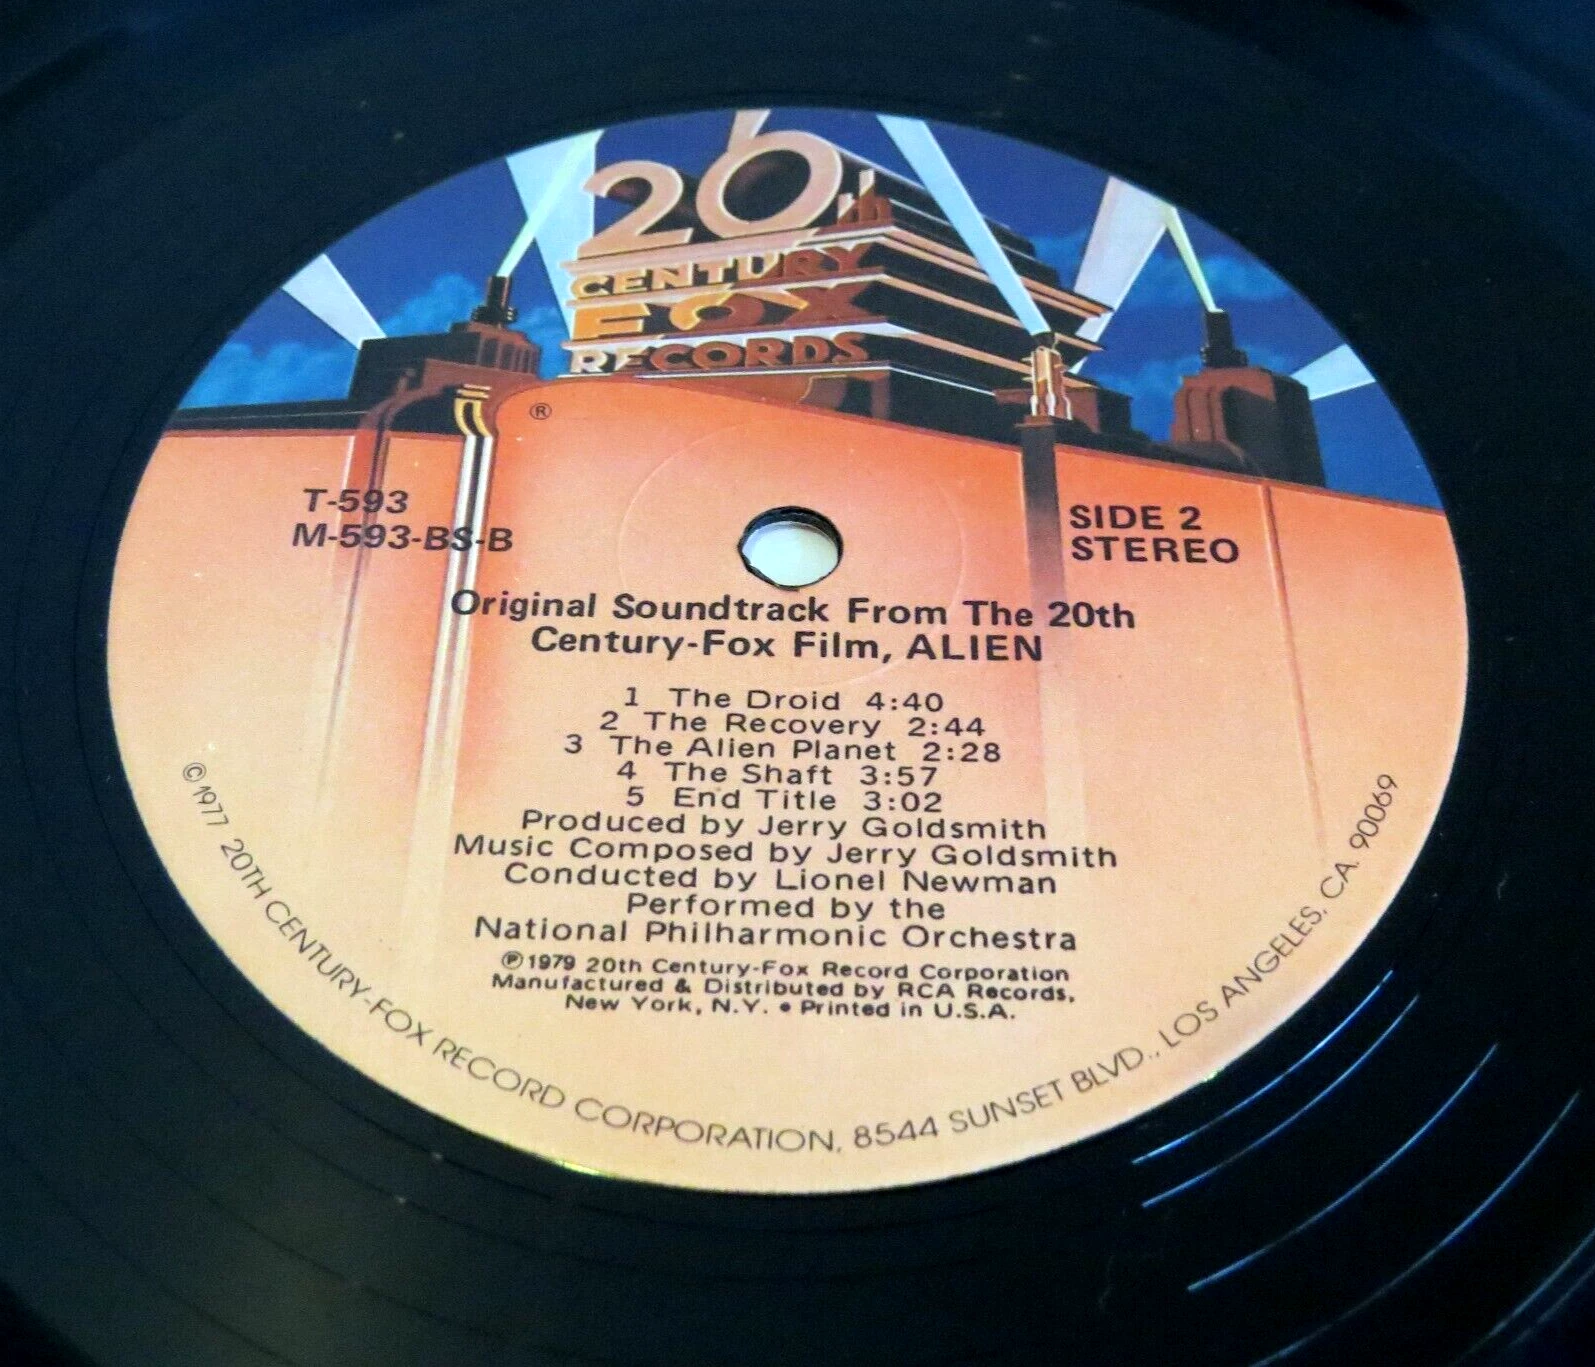 20th
CENTURY
FOX
RECORDS
®
T-593
M-593-BS-B
SIDE 2
STEREO
Original Soundtrack From The 20th
Century-Fox Film, ALIEN
1 The Droid 4:40
2 The Recovery 2:44
3 The Alien Planet 2:28
4 The Shaft 3:57
5 End Title 3:02
Produced by Jerry Goldsmith
Music Composed by Jerry Goldsmith
Conducted by Lionel Newman
Performed by the
National Philharmonic Orchestra
℗1979 20th Century-Fox Record Corporation
Manufactured & Distributed by RCA Records,
New York, N.Y. • Printed in U.S.A.
©1977 20TH CENTURY-FOX RECORD CORPORATION, 8544 SUNSET BLVD., LOS ANGELES, CA. 90069